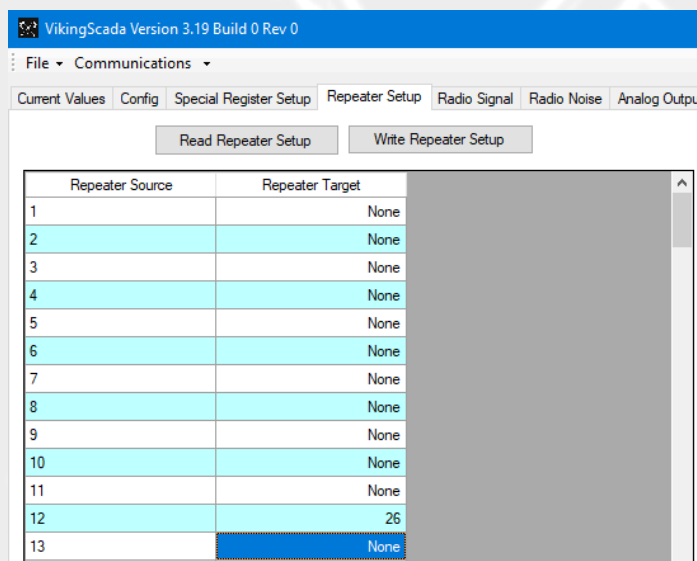 VikingScada Version 3.19 Build 0 Rev 0
File Communications
Current Values Config Special Register Setup Repeater Setup Radio Signal Radio Noise Analog Outpu
Read Repeater Setup Write Repeater Setup
Repeater Source Repeater Target
1 None
2 None
3 None
4 None
5 None
6 None
7 None
8 None
9 None
10 None
11 None
12 26
13 None